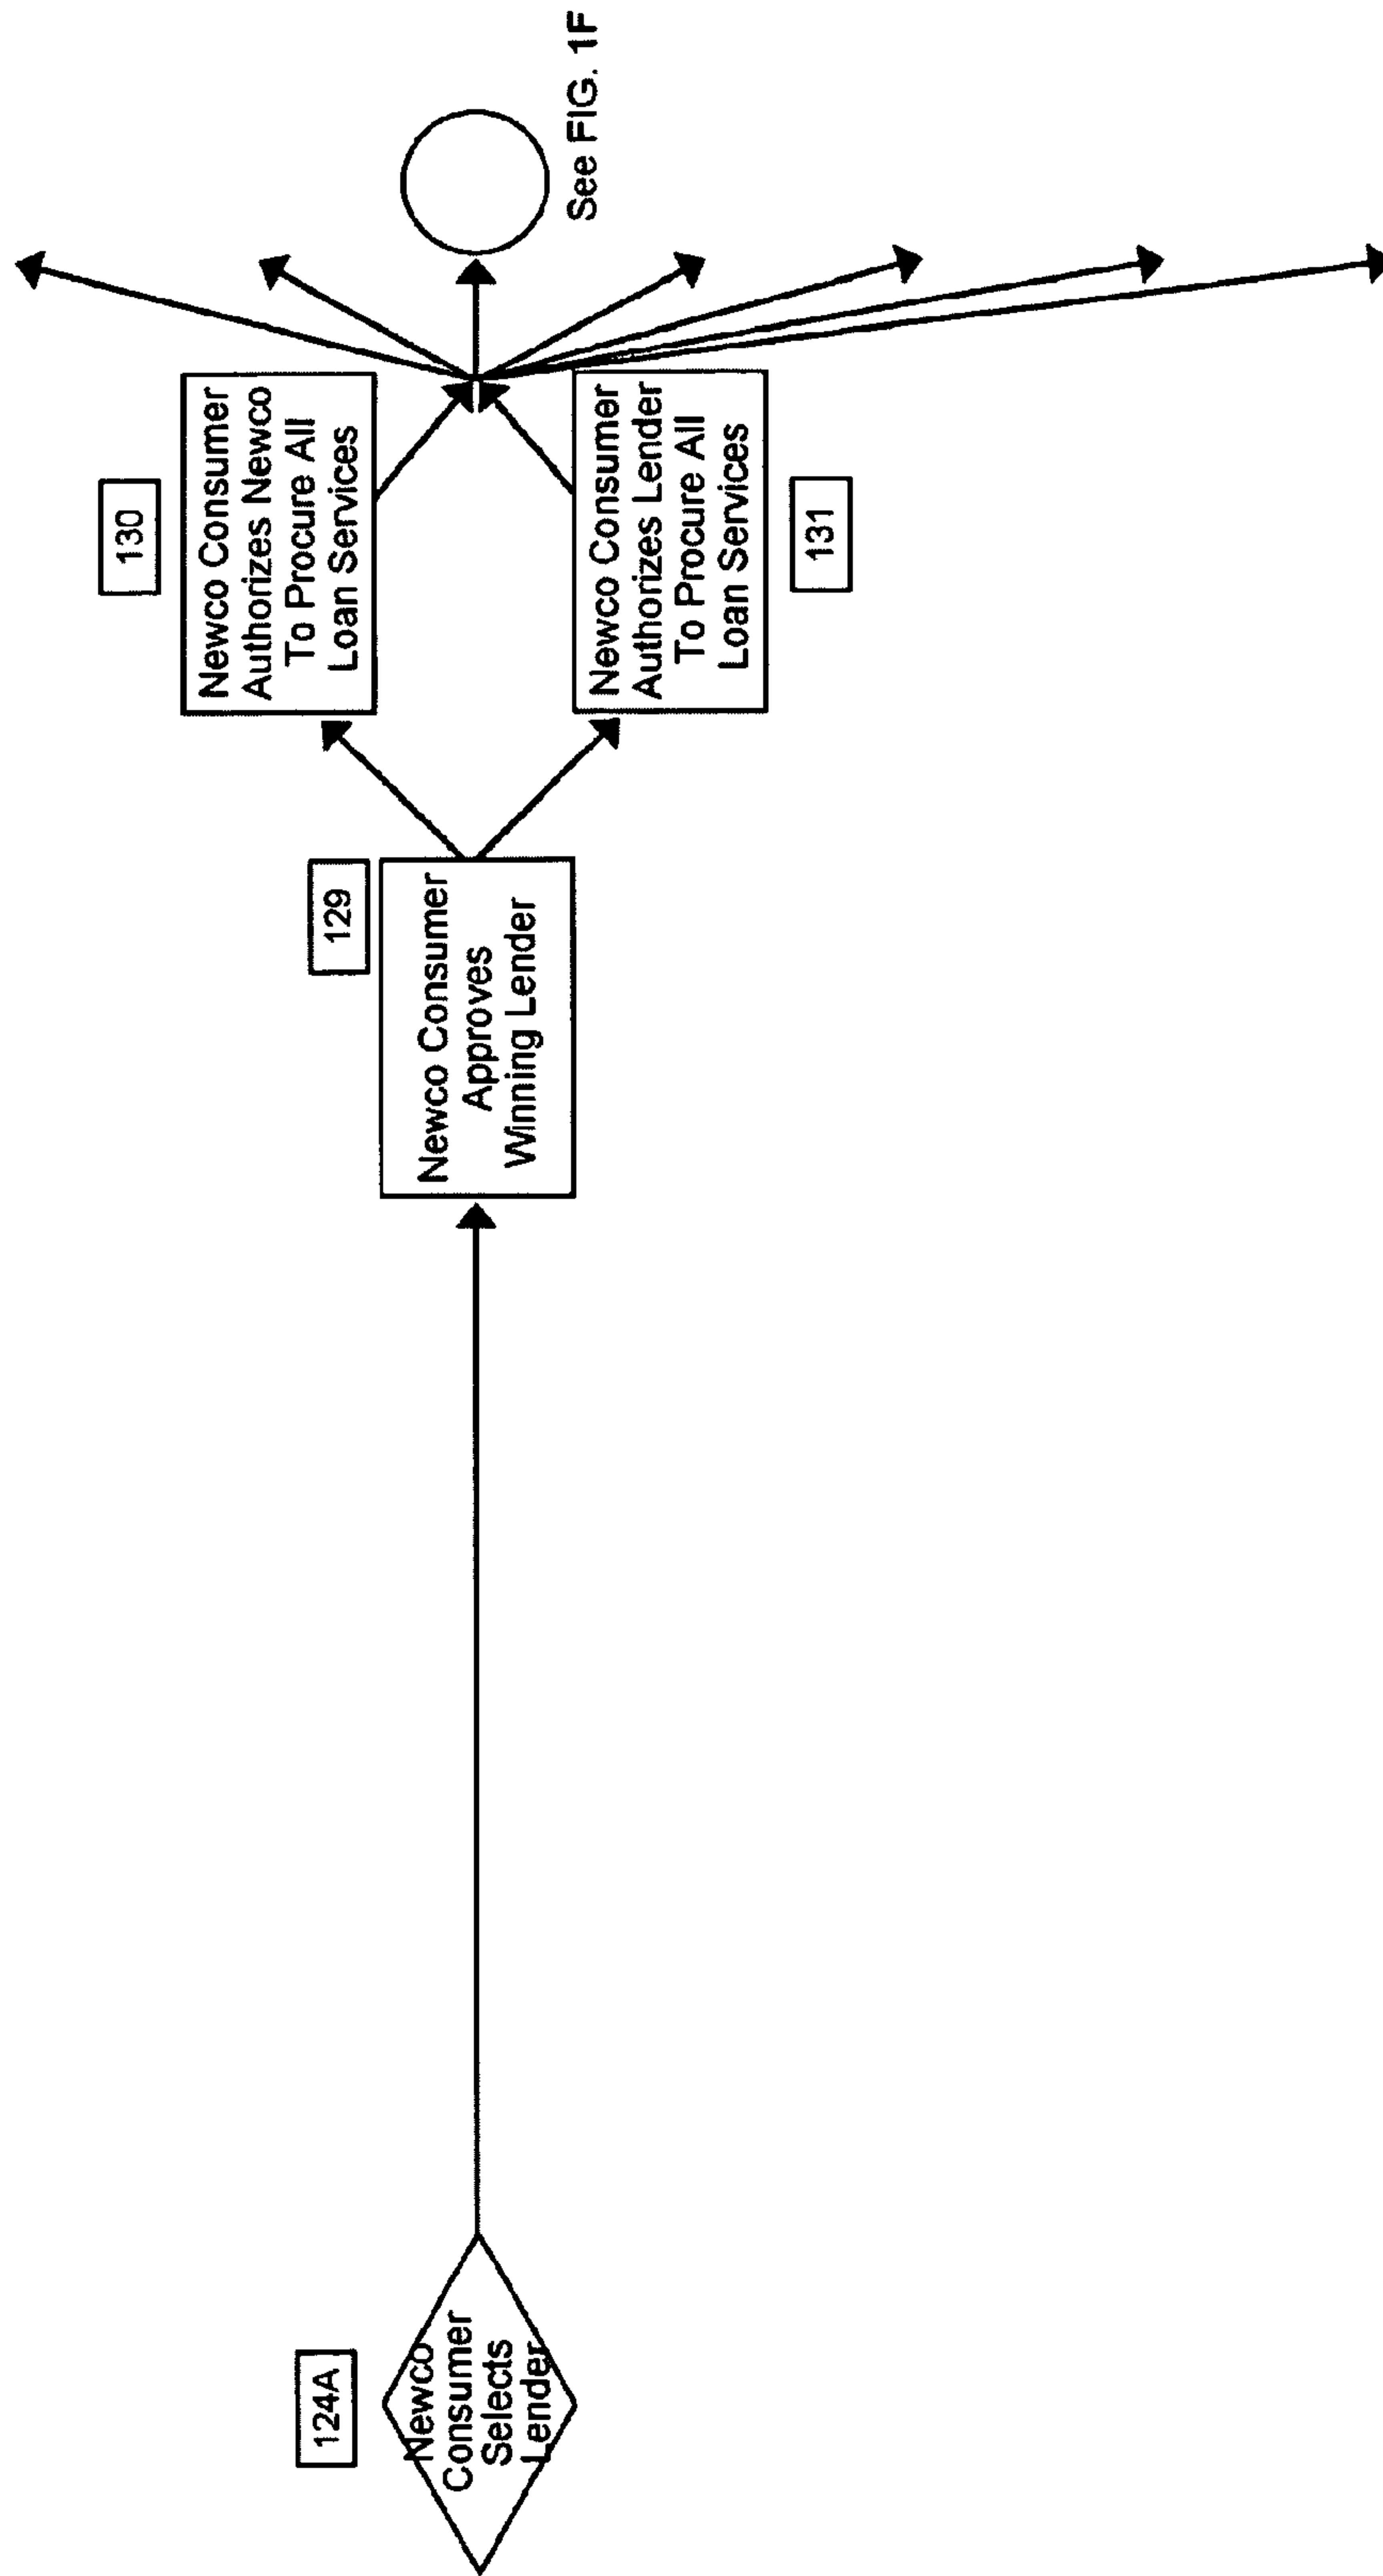 124A
Newco
Consumer
Selects
Lender
129
Newco Consumer
Approves
Winning Lender
130
Newco Consumer
Authorizes Newco
To Procure All
Loan Services
Newco Consumer
Authorizes Lender
To Procure All
Loan Services
131
See FIG. 1F